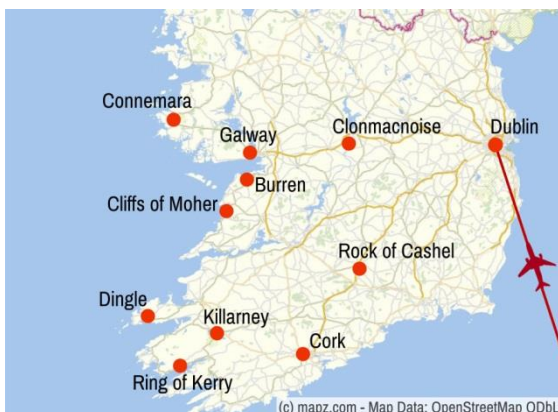 Connemara
Galway
Clonmacnoise
Dublin
Burren
Cliffs of Moher
Rock of Cashel
Dingle
Killarney
Cork
Ring of Kerry
(c) mapz.com - Map Data: OpenStreetMap ODbL